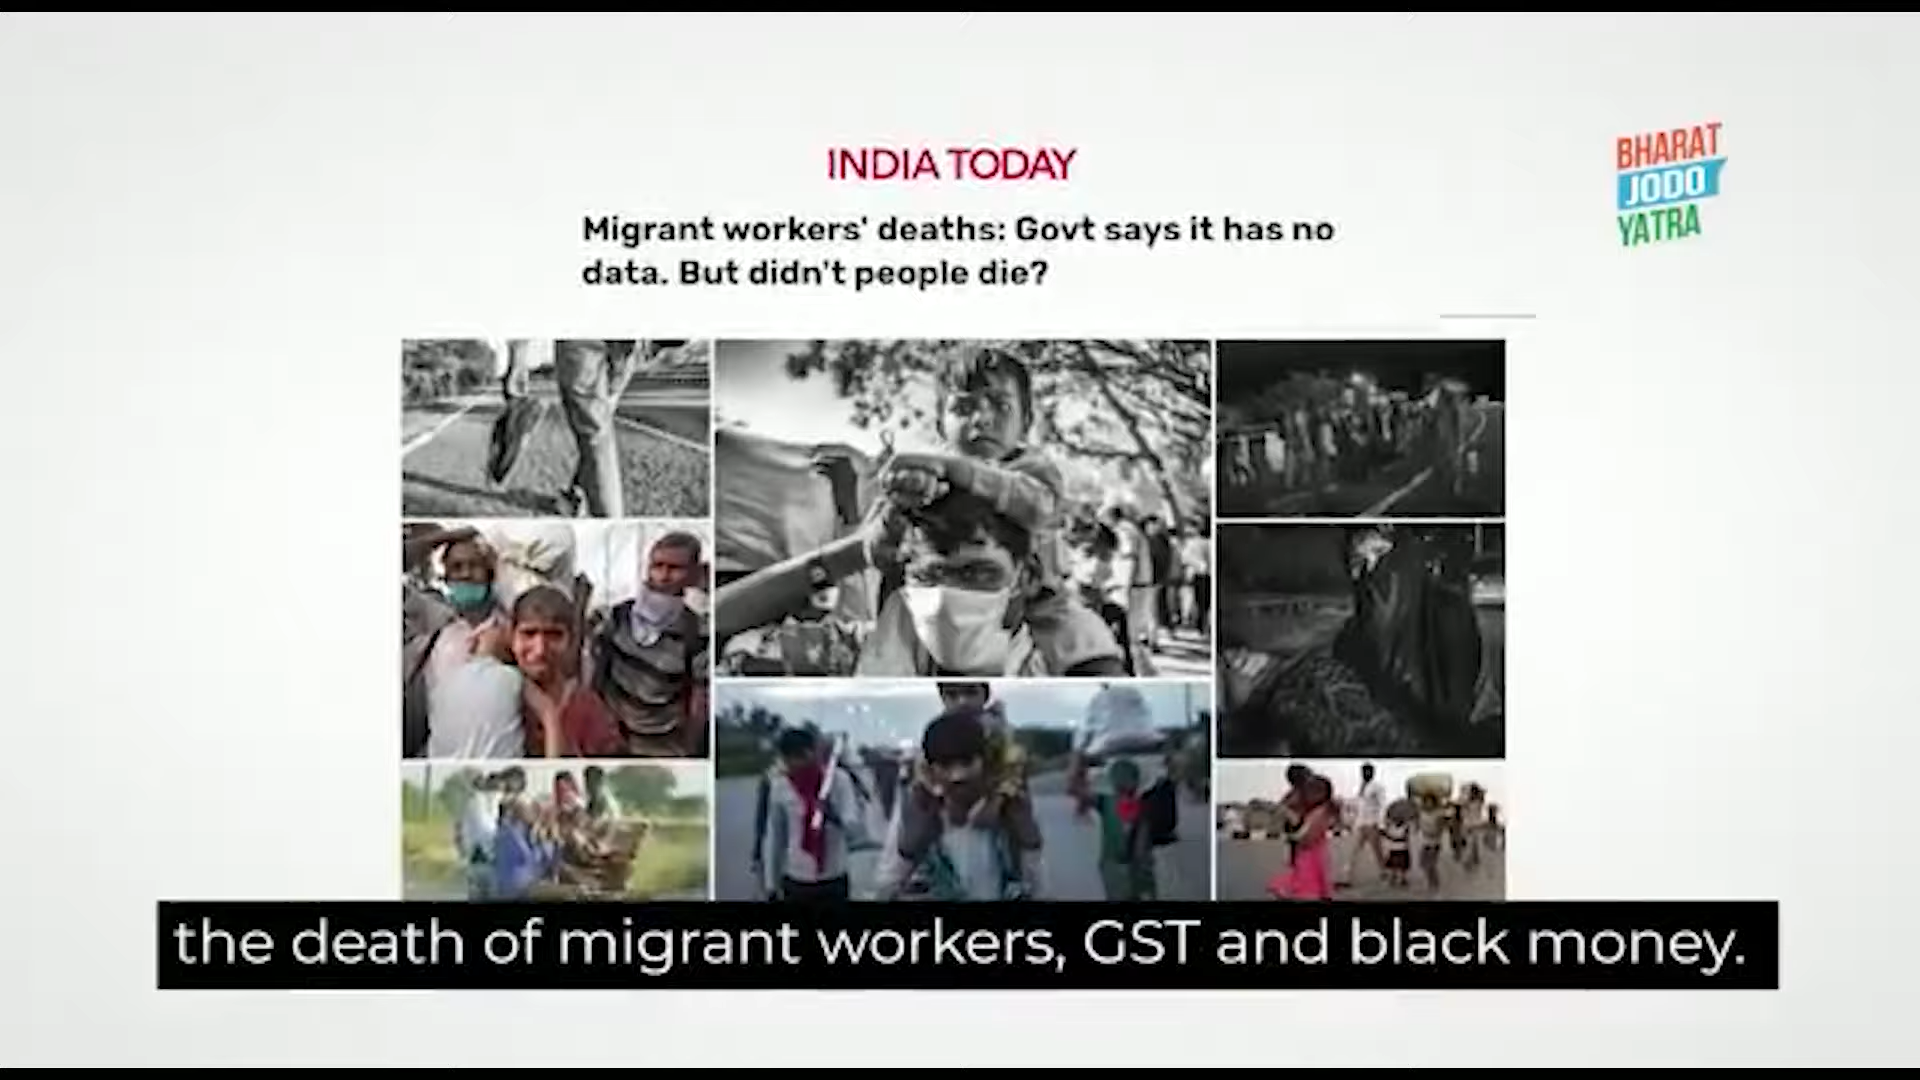 INDIA TODAY
Migrant workers' deaths: Govt says it has no
data. But didn't people die?
BHARAT
JODO
YATRA
the death of migrant workers, GST and black money.